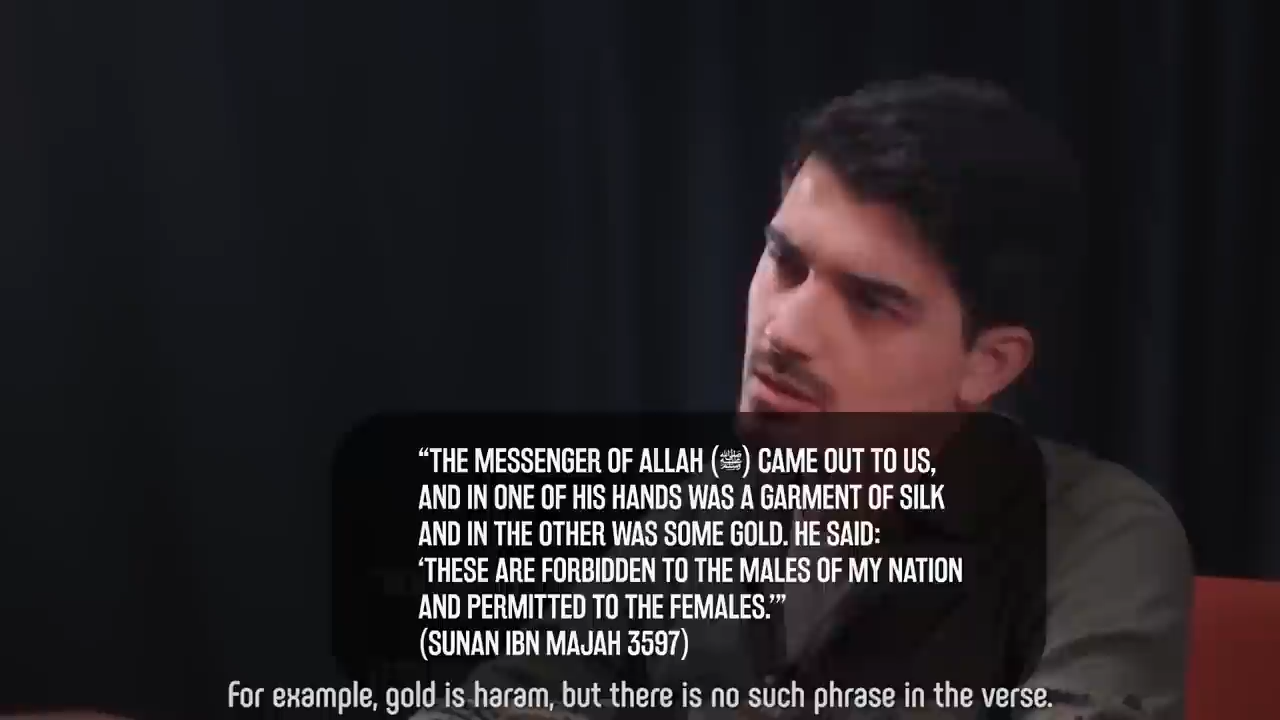 “THE MESSENGER OF ALLAH (ﷺ) CAME OUT TO US,
AND IN ONE OF HIS HANDS WAS A GARMENT OF SILK
AND IN THE OTHER WAS SOME GOLD. HE SAID:
‘THESE ARE FORBIDDEN TO THE MALES OF MY NATION
AND PERMITTED TO THE FEMALES.’”
(SUNAN IBN MAJAH 3597)
For example, gold is haram, but there is no such phrase in the verse.